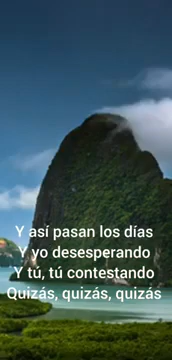 Y así pasan los días
Y yo desesperando
Y tú, tú contestando
Quizás, quizás, quizás